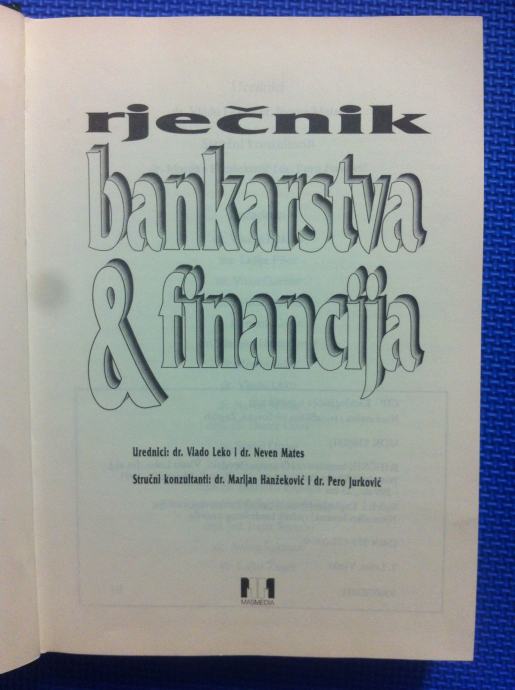 rječnik
bankarstva
& financija
Urednici: dr. Vlado Leko i dr. Neven Mates
Stručni konzultanti: dr. Marijan Hanžeković i dr. Pero Jurković
MASMEDIA